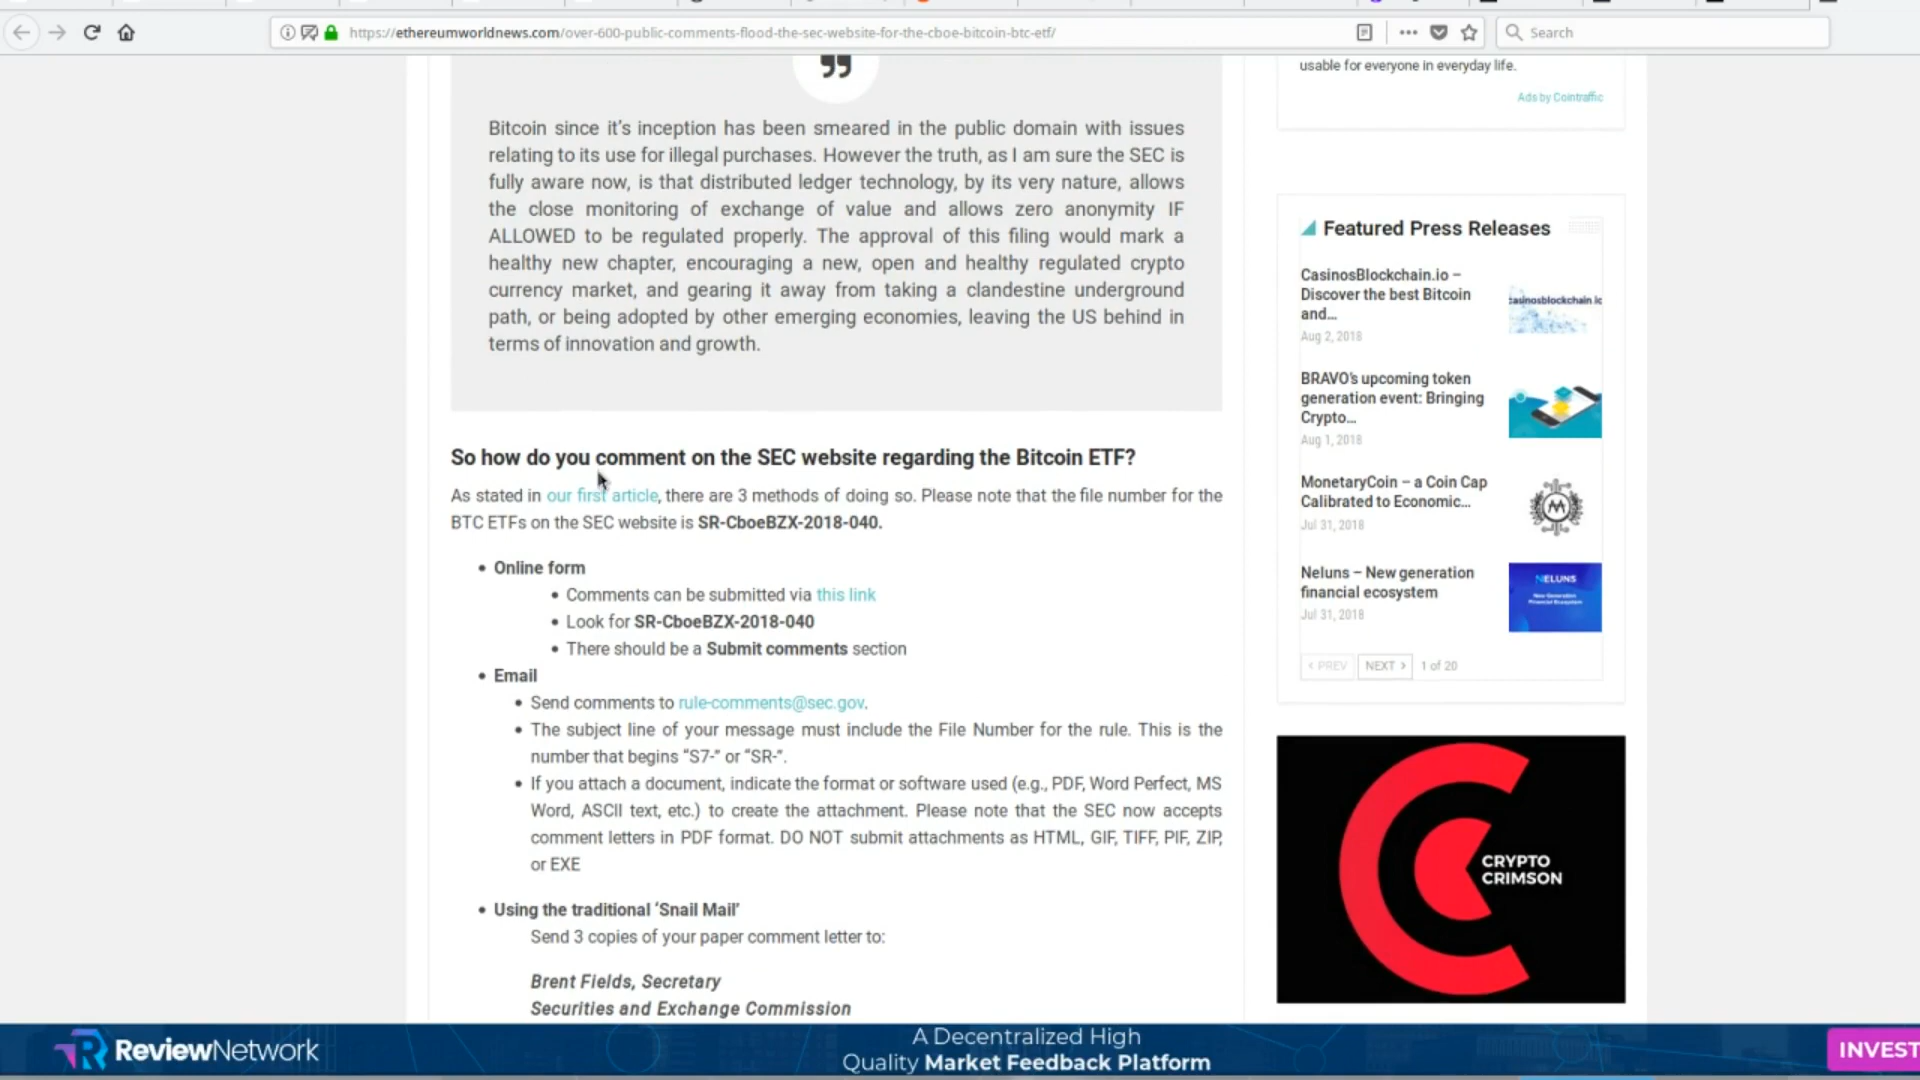 https://ethereumworldnews.com/over-600-public-comments-flood-the-sec-website-for-the-cboe-bitcoin-btc-etf/
Search
”
Bitcoin since it’s inception has been smeared in the public domain with issues
relating to its use for illegal purchases. However the truth, as I am sure the SEC is
fully aware now, is that distributed ledger technology, by its very nature, allows
the close monitoring of exchange of value and allows zero anonymity IF
ALLOWED to be regulated properly. The approval of this filing would mark a
healthy new chapter, encouraging a new, open and healthy regulated crypto
currency market, and gearing it away from taking a clandestine underground
path, or being adopted by other emerging economies, leaving the US behind in
terms of innovation and growth.
So how do you comment on the SEC website regarding the Bitcoin ETF?
As stated in our first article, there are 3 methods of doing so. Please note that the file number for the
BTC ETFs on the SEC website is SR-CboeBZX-2018-040.
• Online form
• Comments can be submitted via this link
• Look for SR-CboeBZX-2018-040
• There should be a Submit comments section
• Email
• Send comments to rule-comments@sec.gov.
• The subject line of your message must include the File Number for the rule. This is the
number that begins “S7-” or “SR-”.
• If you attach a document, indicate the format or software used (e.g., PDF, Word Perfect, MS
Word, ASCII text, etc.) to create the attachment. Please note that the SEC now accepts
comment letters in PDF format. DO NOT submit attachments as HTML, GIF, TIFF, PIF, ZIP,
or EXE
• Using the traditional ‘Snail Mail’
Send 3 copies of your paper comment letter to:
Brent Fields, Secretary
Securities and Exchange Commission
usable for everyone in everyday life.
Ads by Cointraffic
Featured Press Releases
CasinosBlockchain.io –
Discover the best Bitcoin
and...
Aug 2, 2018
casinosblockchain.io
BRAVO’s upcoming token
generation event: Bringing
Crypto...
Aug 1, 2018
MonetaryCoin – a Coin Cap
Calibrated to Economic...
Jul 31, 2018
Neluns – New generation
financial ecosystem
Jul 31, 2018
NELUNS
New Generation
Financial Ecosystem
‹ PREV
NEXT ›
1 of 20
CRYPTO
CRIMSON
ReviewNetwork
A Decentralized High
Quality Market Feedback Platform
INVEST